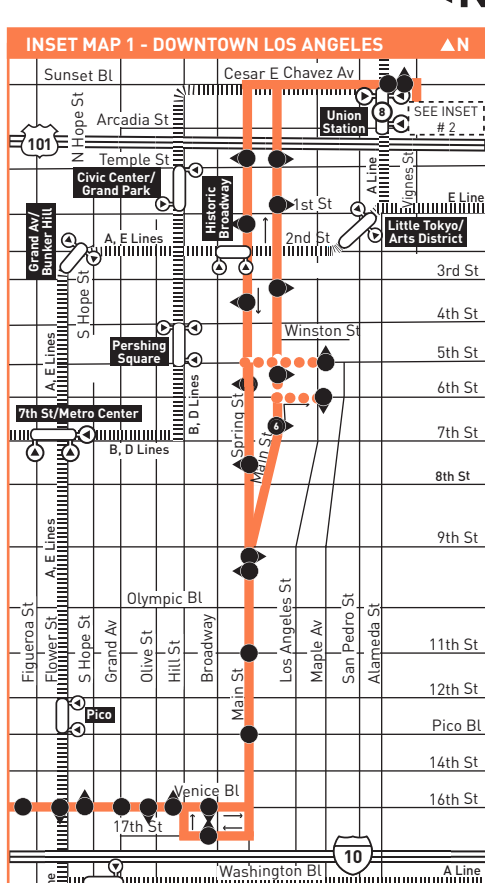 N
INSET MAP 1 - DOWNTOWN LOS ANGELES ▲N
Sunset Bl
Cesar E Chavez Av
N Hope St
Arcadia St
Union
Station
8
SEE INSET
# 2
101
Temple St
A Line
Vignes St
Civic Center/
Grand Park
Historic
Broadway
1st St
E Line
Grand Av/
Bunker Hill
A, E Lines
2nd St
Little Tokyo/
Arts District
3rd St
S Hope St
4th St
Winston St
Pershing
Square
5th St
A, E Lines
B, D Lines
6th St
7th St/Metro Center
Spring St
Main St
6
7th St
B, D Lines
8th St
9th St
A, E Lines
Olympic Bl
Figueroa St
Flower St
S Hope St
Grand Av
Olive St
Hill St
Broadway
Main St
Los Angeles St
Maple Av
San Pedro St
Alameda St
11th St
12th St
Pico
Pico Bl
14th St
Venice Bl
16th St
17th St
10
Washington Bl
A Line